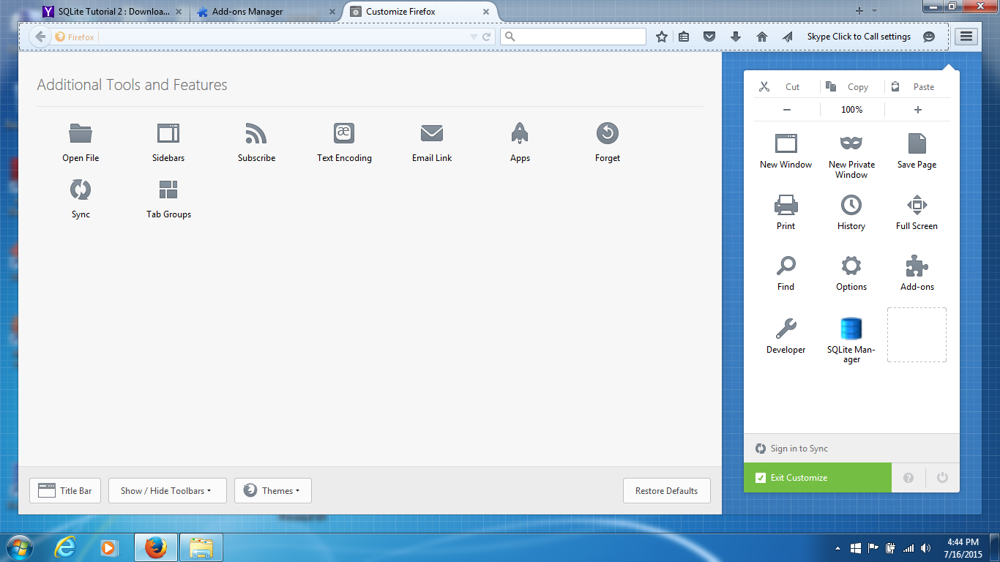 SQLite Tutorial 2 : Downloa...
Add-ons Manager
Customize Firefox
Firefox
Skype Click to Call settings
Additional Tools and Features
Open File
Sidebars
Subscribe
æ
Text Encoding
Email Link
Apps
Forget
Sync
Tab Groups
Cut
Copy
Paste
100%
New Window
New Private
Window
Save Page
Print
History
Full Screen
Find
Options
Add-ons
Developer
SQLite Man-
ager
Sign in to Sync
Exit Customize
Title Bar
Show / Hide Toolbars
Themes
Restore Defaults
4:44 PM
7/16/2015